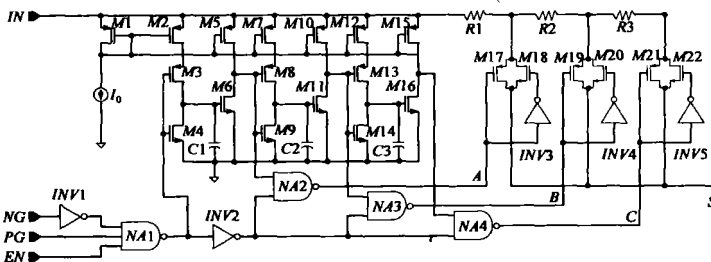 IN M1 M2 M5 M7 M10 M12 M15 R1 R2 R3
M17 M18 M19 M20 M21 M22
M3 M8 M13
I0 M6 M11 M16
M4 C1 M9 C2 M14 C3
INV3 INV4 INV5
INV1 NA2 A
NG INV2 NA3 B
PG NA1 NA4 C
EN